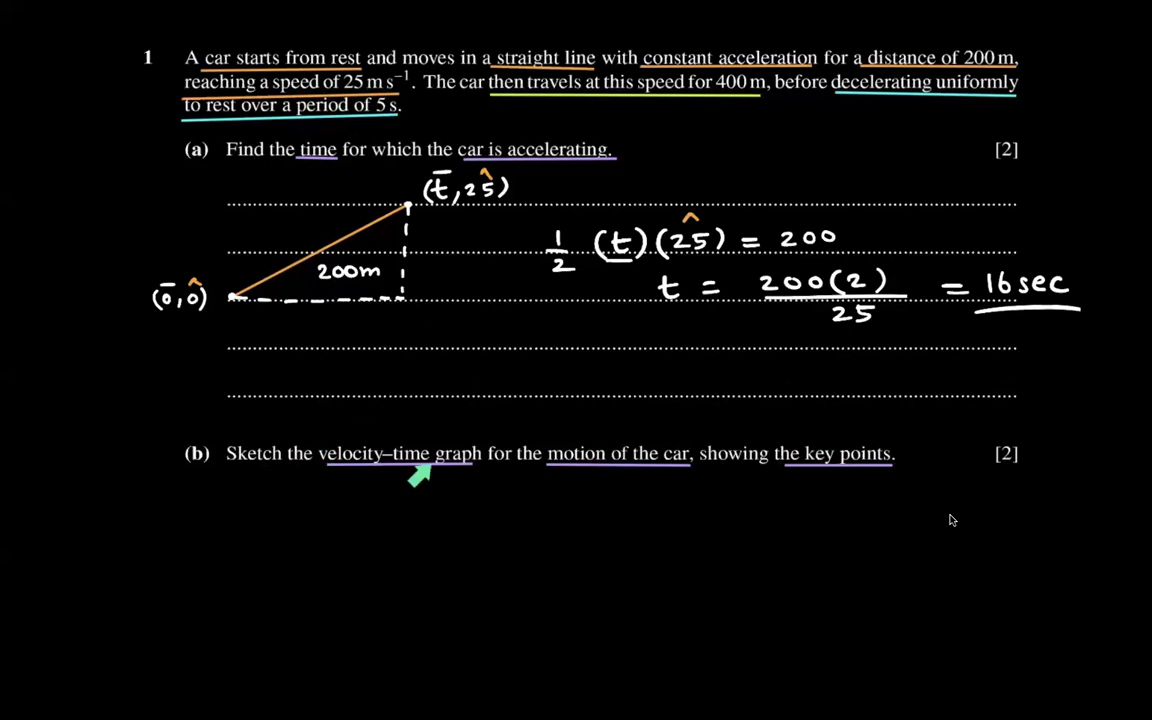 1 A car starts from rest and moves in a straight line with constant acceleration for a distance of 200 m,
reaching a speed of 25 m s⁻¹. The car then travels at this speed for 400 m, before decelerating uniformly
to rest over a period of 5 s.
(a) Find the time for which the car is accelerating. [2]
(t̄, 25̂)
1/2 (t)(25) = 200
200m
(0̄, 0̂)
t = 200(2)/25 = 16sec
(b) Sketch the velocity–time graph for the motion of the car, showing the key points. [2]